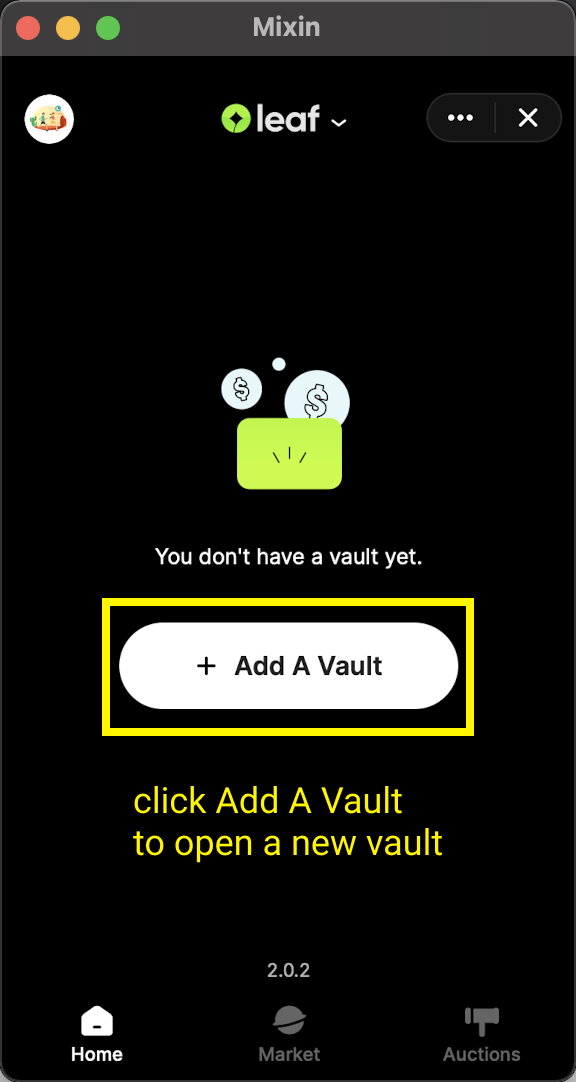 Mixin
leaf
$ $
You don't have a vault yet.
+ Add A Vault
click Add A Vault
to open a new vault
2.0.2
Home Market Auctions